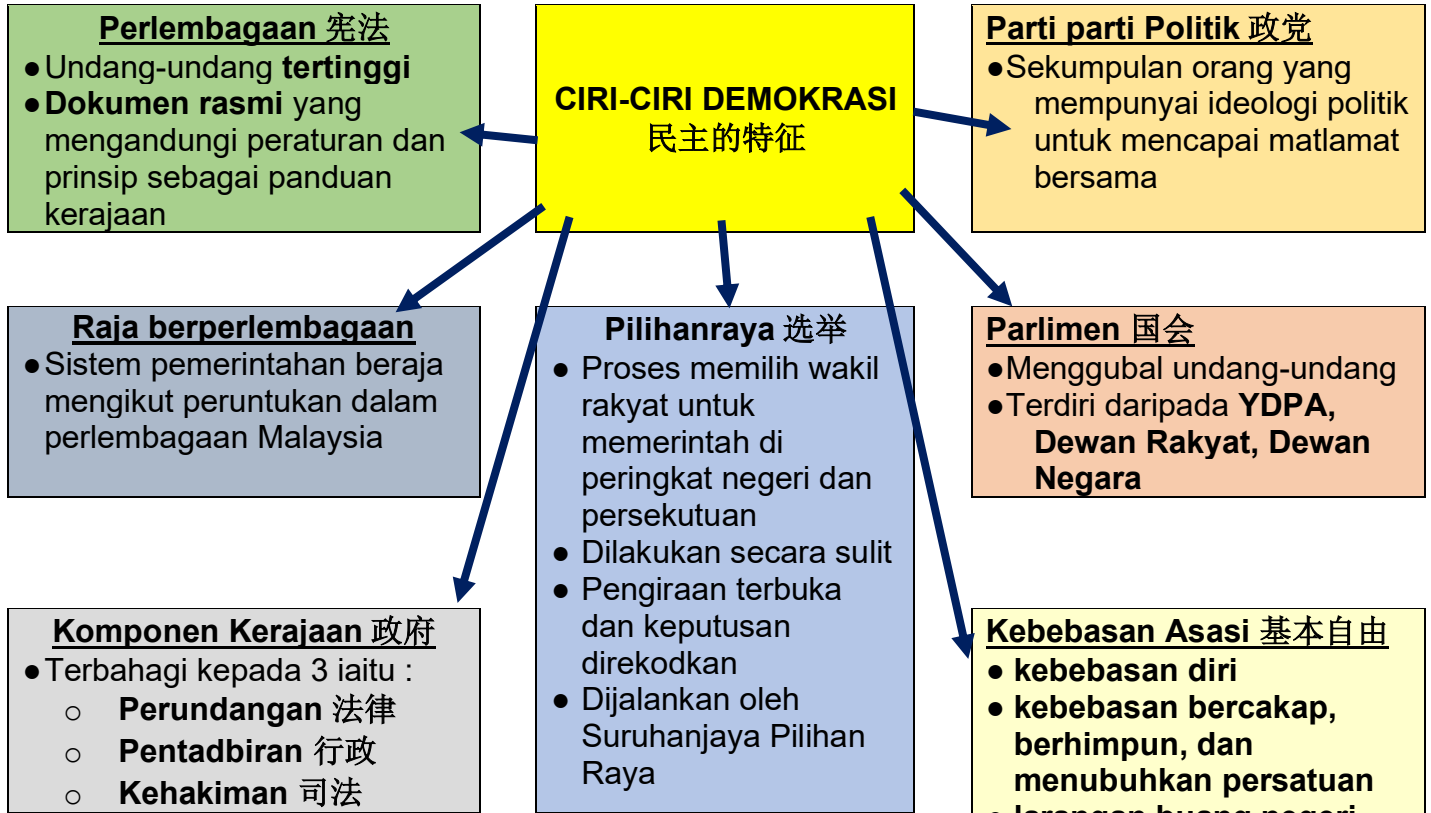 Perlembagaan 宪法
●Undang-undang tertinggi
●Dokumen rasmi yang
mengandungi peraturan dan
prinsip sebagai panduan
kerajaan
CIRI-CIRI DEMOKRASI
民主的特征
Parti parti Politik 政党
●Sekumpulan orang yang
mempunyai ideologi politik
untuk mencapai matlamat
bersama
Raja berperlembagaan
●Sistem pemerintahan beraja
mengikut peruntukan dalam
perlembagaan Malaysia
Pilihanraya 选举
● Proses memilih wakil
rakyat untuk
memerintah di
peringkat negeri dan
persekutuan
● Dilakukan secara sulit
● Pengiraan terbuka
dan keputusan
direkodkan
● Dijalankan oleh
Suruhanjaya Pilihan
Raya
Parlimen 国会
●Menggubal undang-undang
●Terdiri daripada YDPA,
Dewan Rakyat, Dewan
Negara
Komponen Kerajaan 政府
●Terbahagi kepada 3 iaitu :
○ Perundangan 法律
○ Pentadbiran 行政
○ Kehakiman 司法
Kebebasan Asasi 基本自由
● kebebasan diri
● kebebasan bercakap,
berhimpun, dan
menubuhkan persatuan
● larangan buang negeri